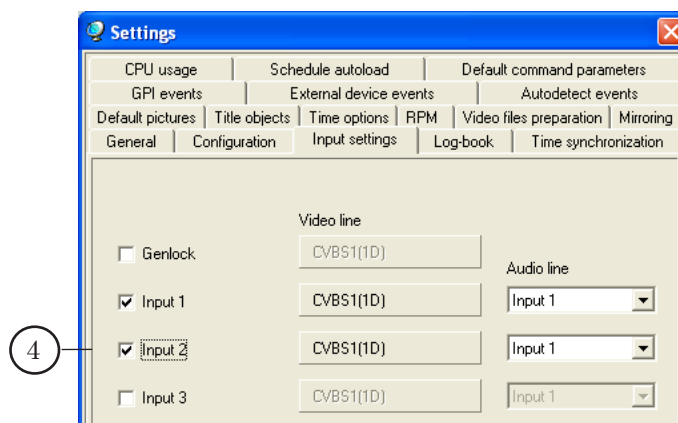 Settings
CPU usage Schedule autoload Default command parameters
GPI events External device events Autodetect events
Default pictures Title objects Time options RPM Video files preparation Mirroring
General Configuration Input settings Log-book Time synchronization
Video line
Genlock CVBS1(1D)
Audio line
Input 1 CVBS1(1D) Input 1
4 Input 2 CVBS1(1D) Input 1
Input 3 CVBS1(1D) Input 1